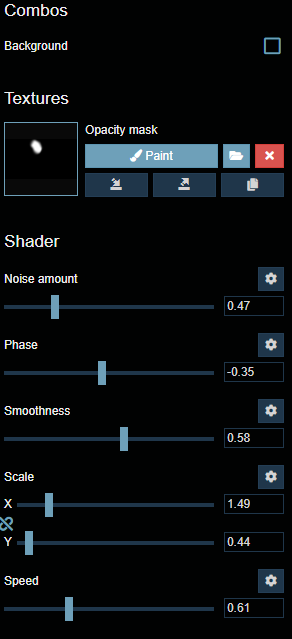 Combos
Background
Textures
Opacity mask
Paint
Shader
Noise amount
0.47
Phase
-0.35
Smoothness
0.58
Scale
X 1.49
Y 0.44
Speed
0.61